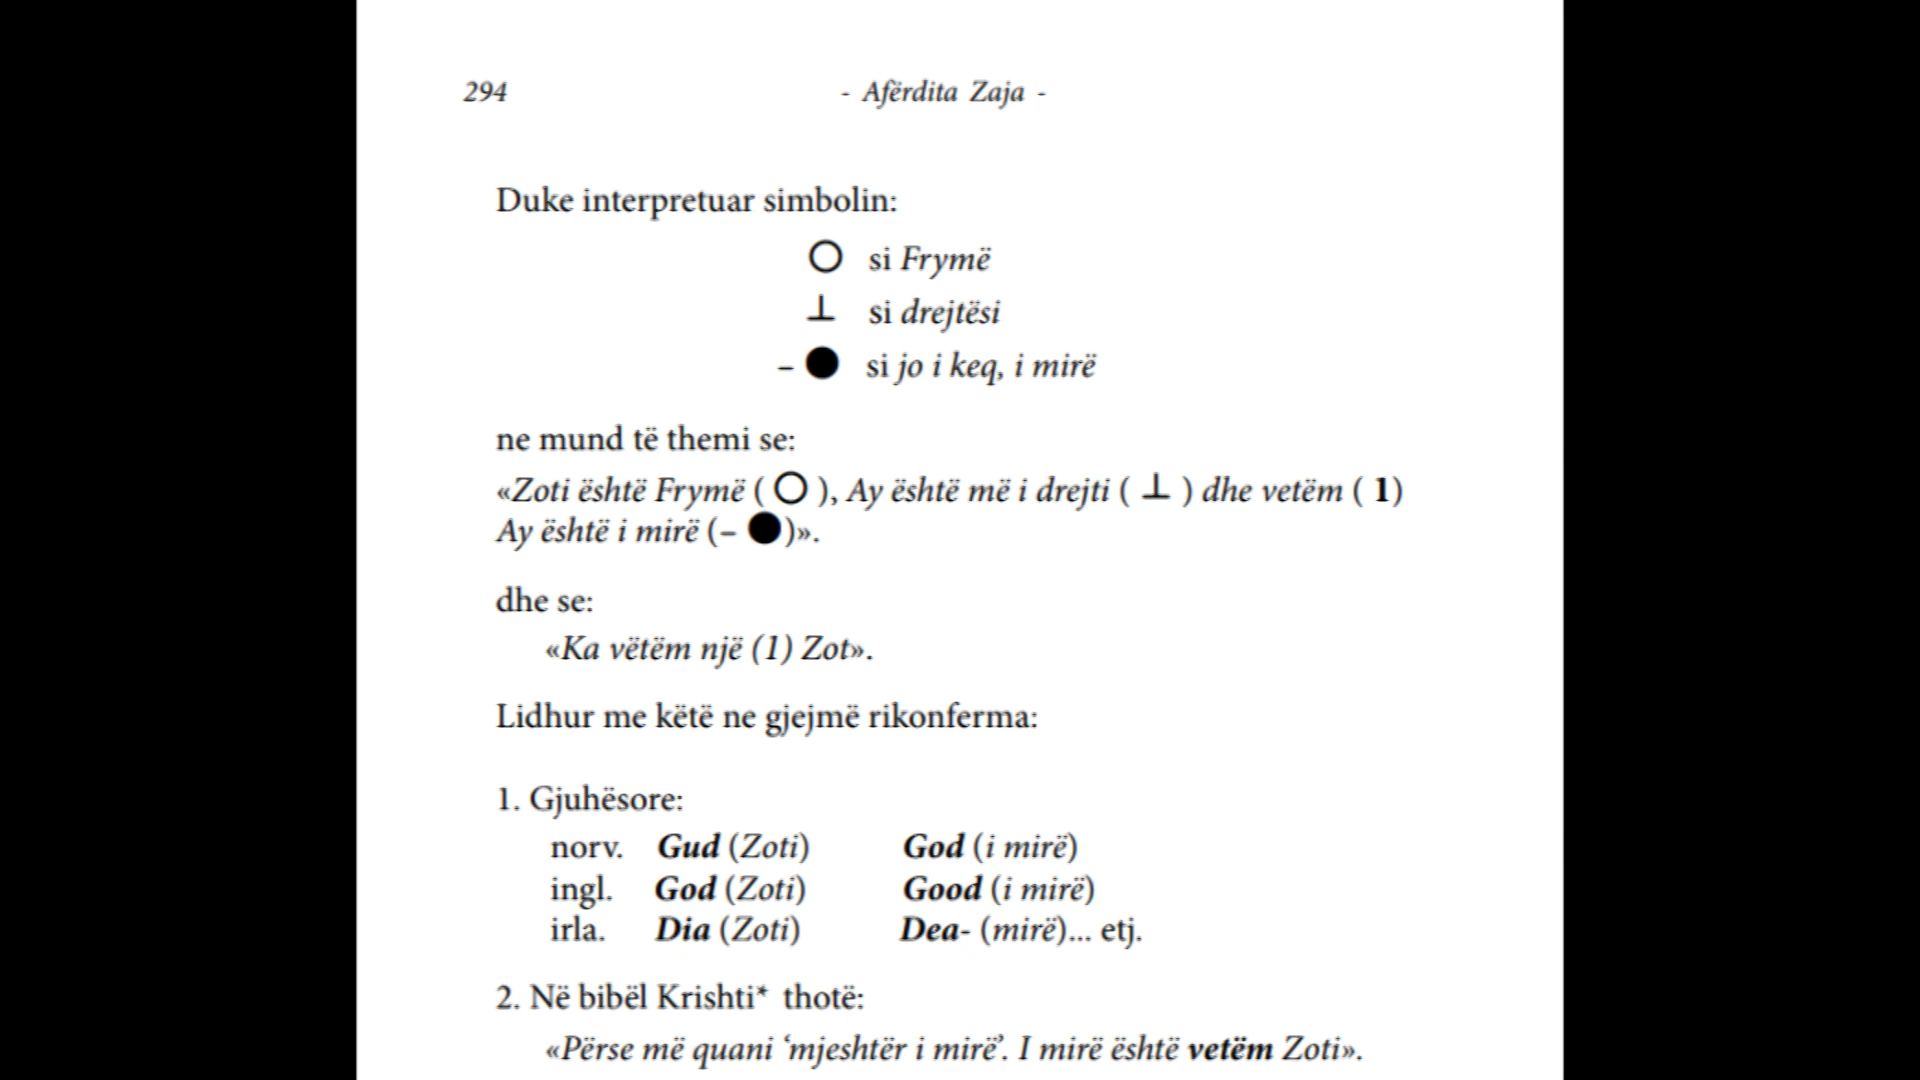 294 - Afërdita Zaja -
Duke interpretuar simbolin:
○ si Frymë
⊥ si drejtësi
– ● si jo i keq, i mirë
ne mund të themi se:
«Zoti është Frymë ( ○ ), Ay është më i drejti ( ⊥ ) dhe vetëm ( 1)
Ay është i mirë (– ●)».
dhe se:
«Ka vëtëm një (1) Zot».
Lidhur me këtë ne gjejmë rikonferma:
1. Gjuhësore:
norv. Gud (Zoti) God (i mirë)
ingl. God (Zoti) Good (i mirë)
irla. Dia (Zoti) Dea- (mirë)... etj.
2. Në bibël Krishti* thotë:
«Përse më quani ‘mjeshtër i mirë’. I mirë është vetëm Zoti».